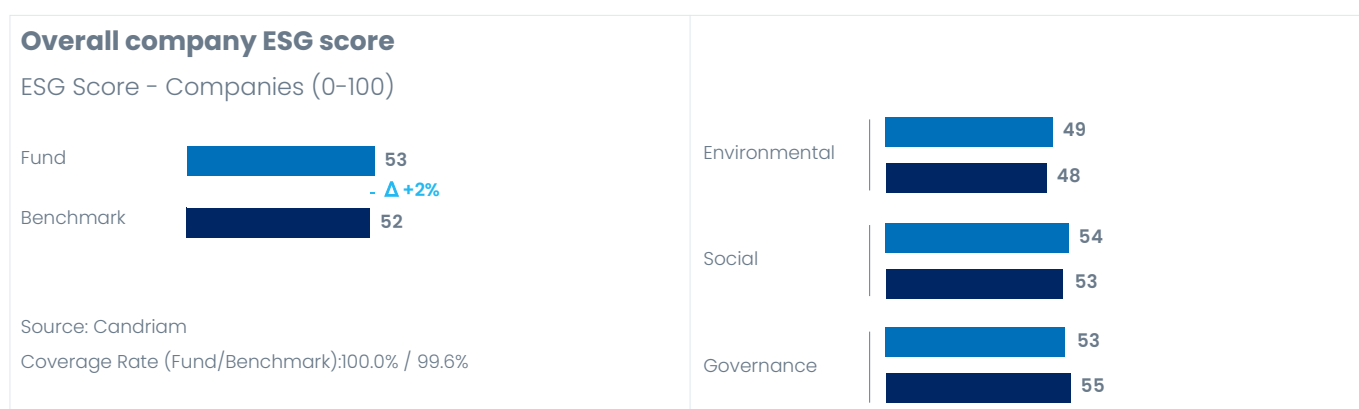 Overall company ESG score
ESG Score - Companies (0-100)
Fund
53
Δ +2%
Benchmark
52
Source: Candriam
Coverage Rate (Fund/Benchmark):100.0% / 99.6%
Environmental
49
48
Social
54
53
Governance
53
55